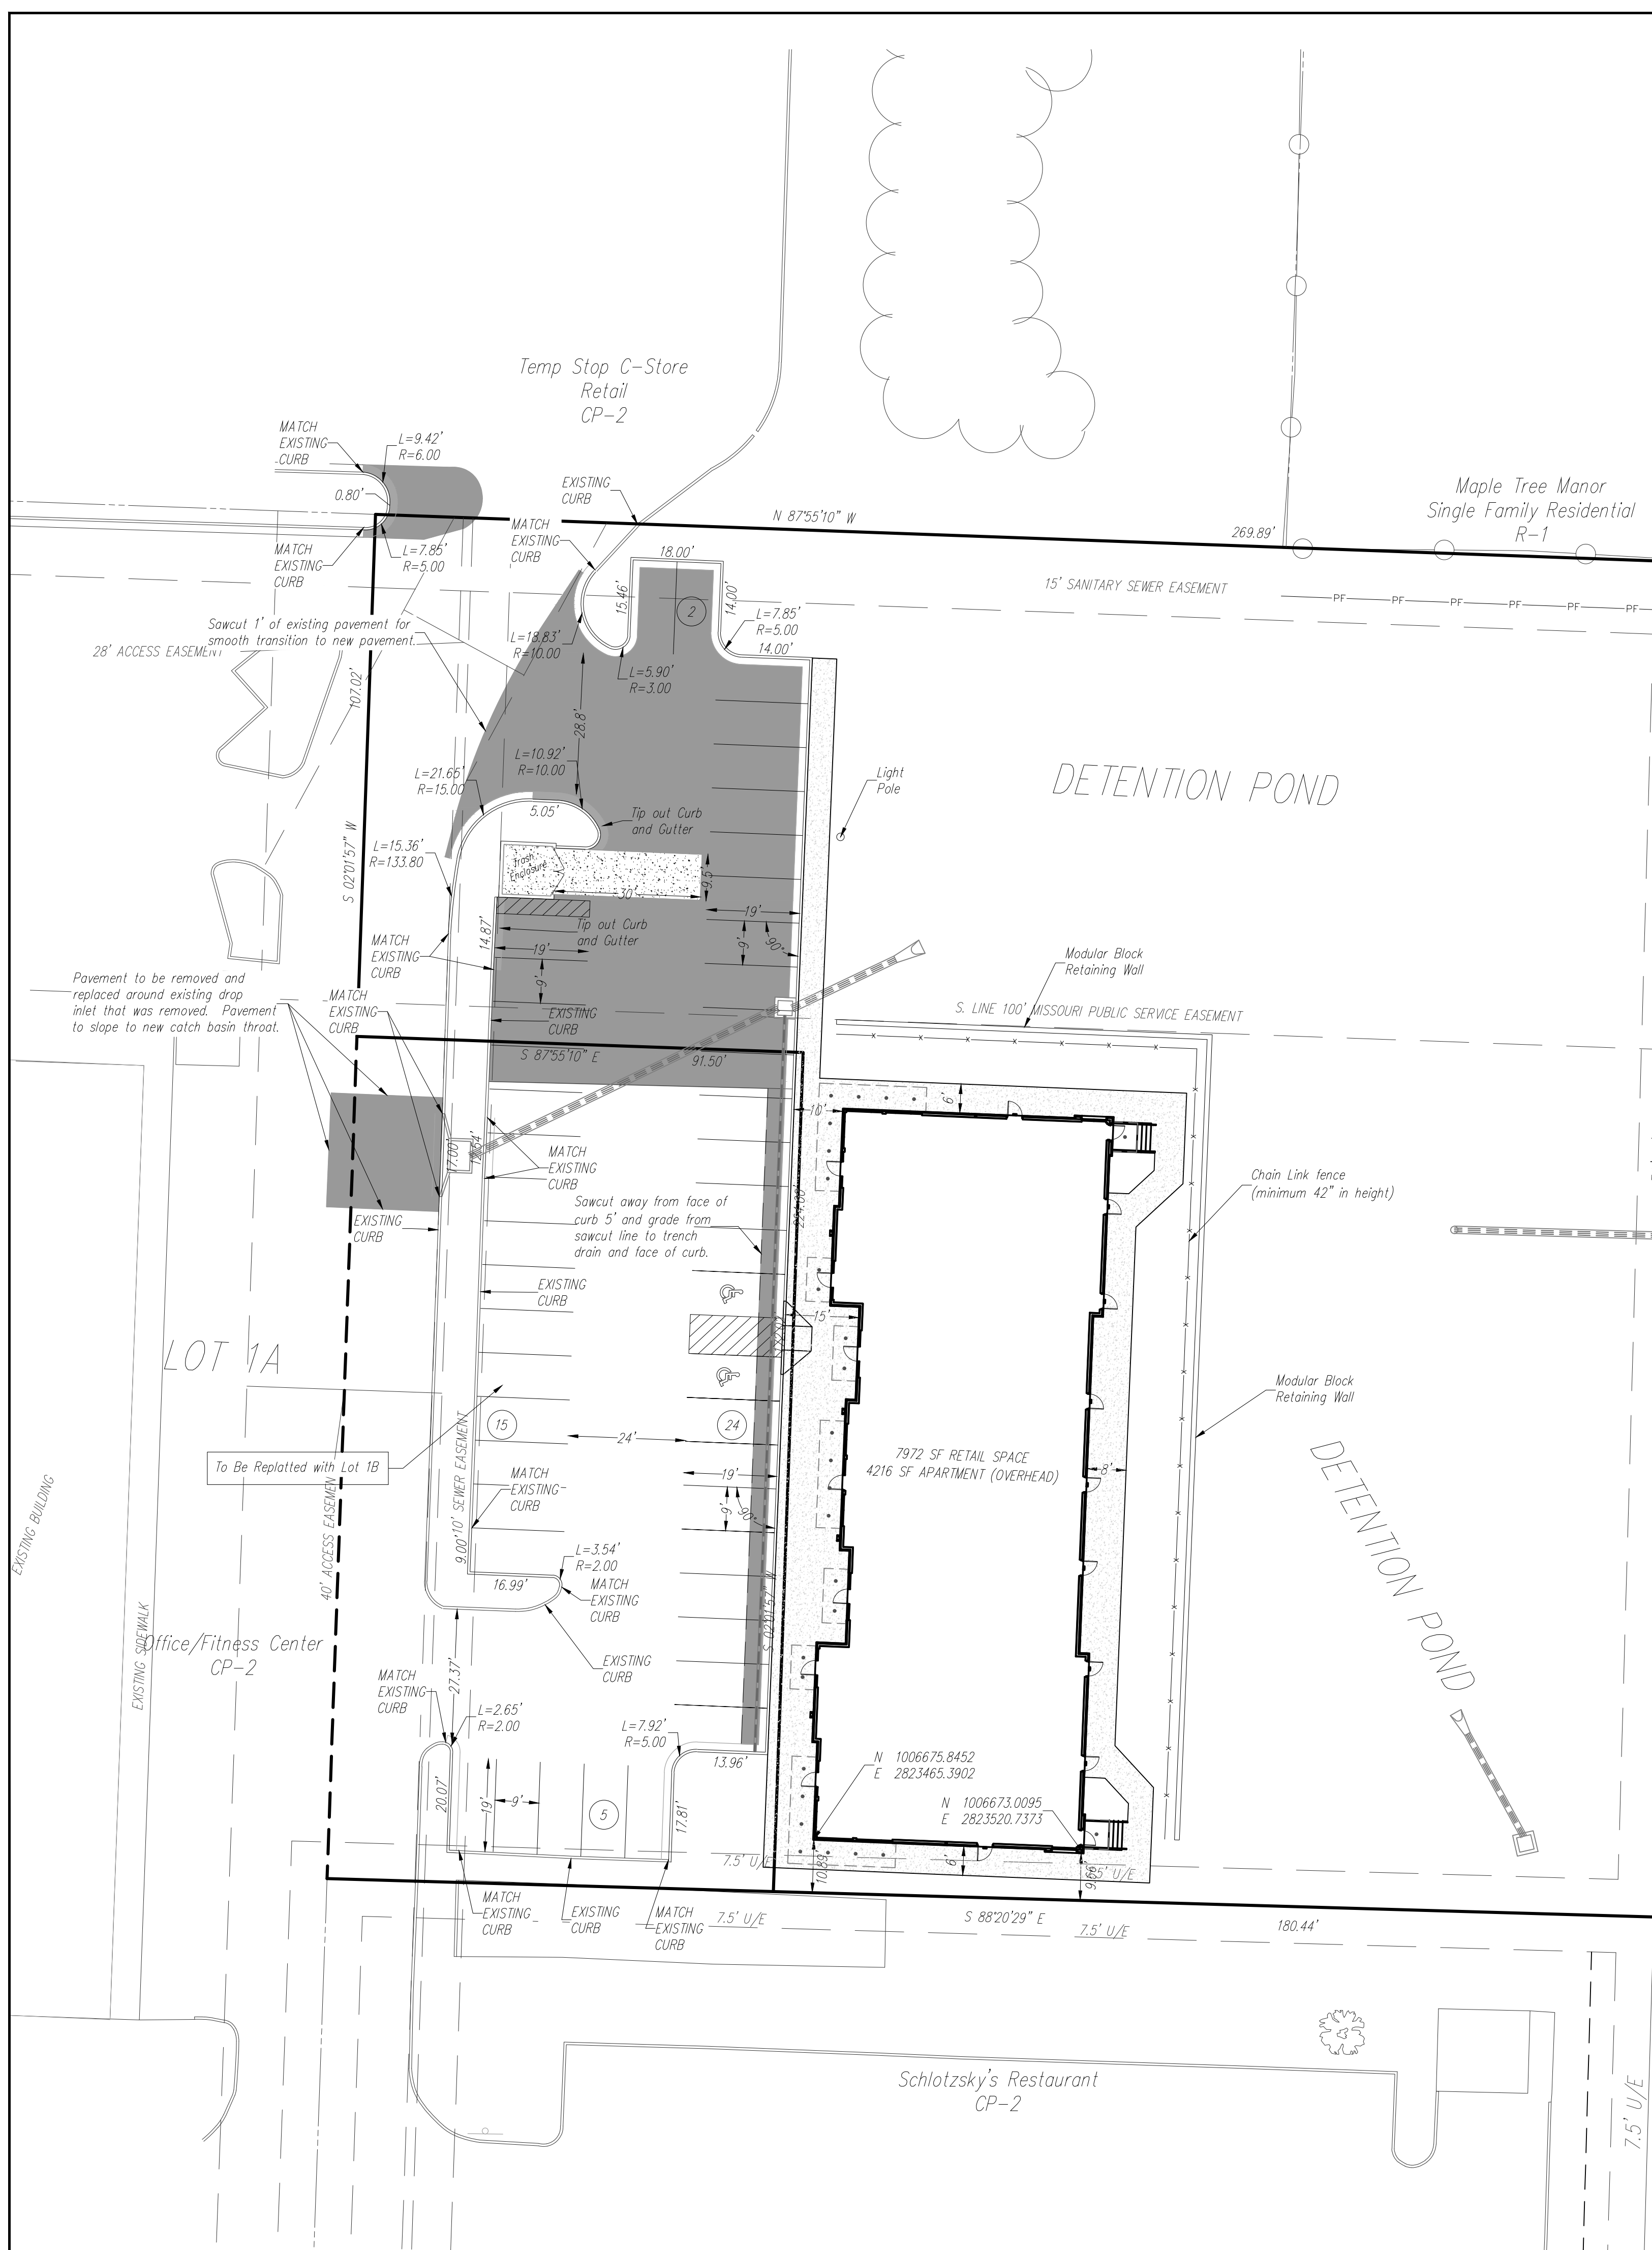 Temp Stop C-Store
Retail
CP-2
MATCH
EXISTING
CURB
L=9.42'
R=6.00
0.80'
EXISTING
CURB
N 87°55'10" W
269.89'
Maple Tree Manor
Single Family Residential
R-1
MATCH
EXISTING
CURB
MATCH
EXISTING
CURB
L=7.85'
R=5.00
18.00'
15.46'
14.00'
2
L=7.85'
R=5.00
14.00'
15' SANITARY SEWER EASEMENT
PF
PF
PF
PF
PF
PF
Sawcut 1' of existing pavement for
smooth transition to new pavement.
28' ACCESS EASEMENT
L=18.83'
R=10.00
L=5.90'
R=3.00
107.02'
28.8'
L=10.92'
R=10.00
L=21.65'
R=15.00
5.05'
Tip out Curb
and Gutter
Light
Pole
DETENTION POND
S 02°01'57" W
L=15.36'
R=133.80
Trash
Enclosure
30'
9.5'
19'
9'
90°
Tip out Curb
and Gutter
14.87'
19'
9'
MATCH
EXISTING
CURB
Modular Block
Retaining Wall
Pavement to be removed and
replaced around existing drop
inlet that was removed. Pavement
to slope to new catch basin throat.
MATCH
EXISTING
CURB
EXISTING
CURB
S. LINE 100' MISSOURI PUBLIC SERVICE EASEMENT
S 87°55'10" E
91.50'
6'
10'
17.00'
12.54'
MATCH
EXISTING
CURB
Chain Link fence
(minimum 42" in height)
Sawcut away from face of
curb 5' and grade from
sawcut line to trench
drain and face of curb.
EXISTING
CURB
EXISTING
CURB
15'
LOT 1A
Modular Block
Retaining Wall
15
24
24'
7972 SF RETAIL SPACE
4216 SF APARTMENT (OVERHEAD)
8'
To Be Replatted with Lot 1B
MATCH
EXISTING
CURB
19'
9'
90°
DETENTION POND
EXISTING BUILDING
40' ACCESS EASEMEN
10' SEWER EASEMENT
9.00'
L=3.54'
R=2.00
16.99'
MATCH
EXISTING
CURB
S 02°01'57" W
EXISTING SIDEWALK
Office/Fitness Center
CP-2
EXISTING
CURB
MATCH
EXISTING
CURB
27.37'
L=2.65'
R=2.00
L=7.92'
R=5.00
13.96'
N 1006675.8452
E 2823465.3902
N 1006673.0095
E 2823520.7373
20.07'
19'
9'
5
17.81'
7.5' U/E
10.89'
6'
9.66'
5' U/E
MATCH
EXISTING
CURB
EXISTING
CURB
MATCH
EXISTING
CURB
7.5' U/E
S 88°20'29" E
7.5' U/E
180.44'
Schlotzsky's Restaurant
CP-2
7.5' U/E